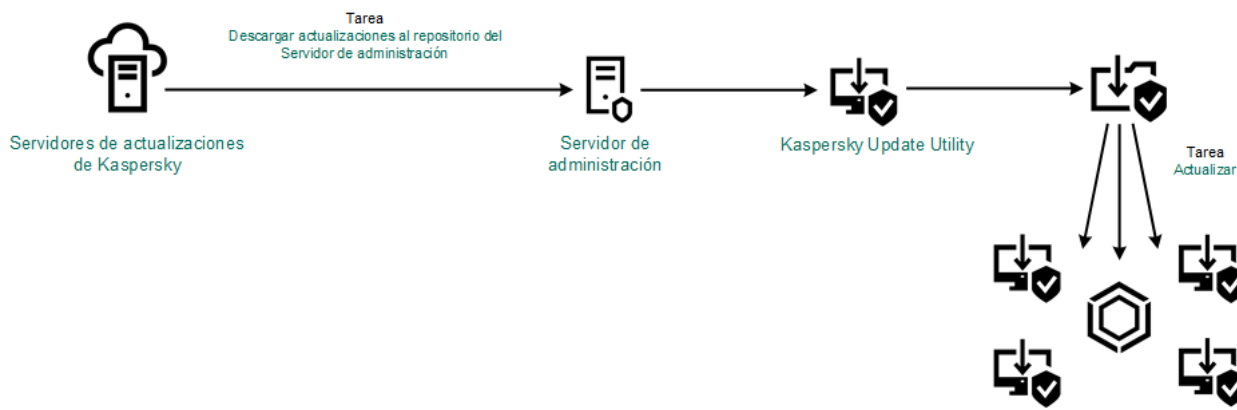 Tarea
Descargar actualizaciones al repositorio del
Servidor de administración
Servidores de actualizaciones
de Kaspersky
Servidor de
administración
Kaspersky Update Utility
Tarea
Actualizar